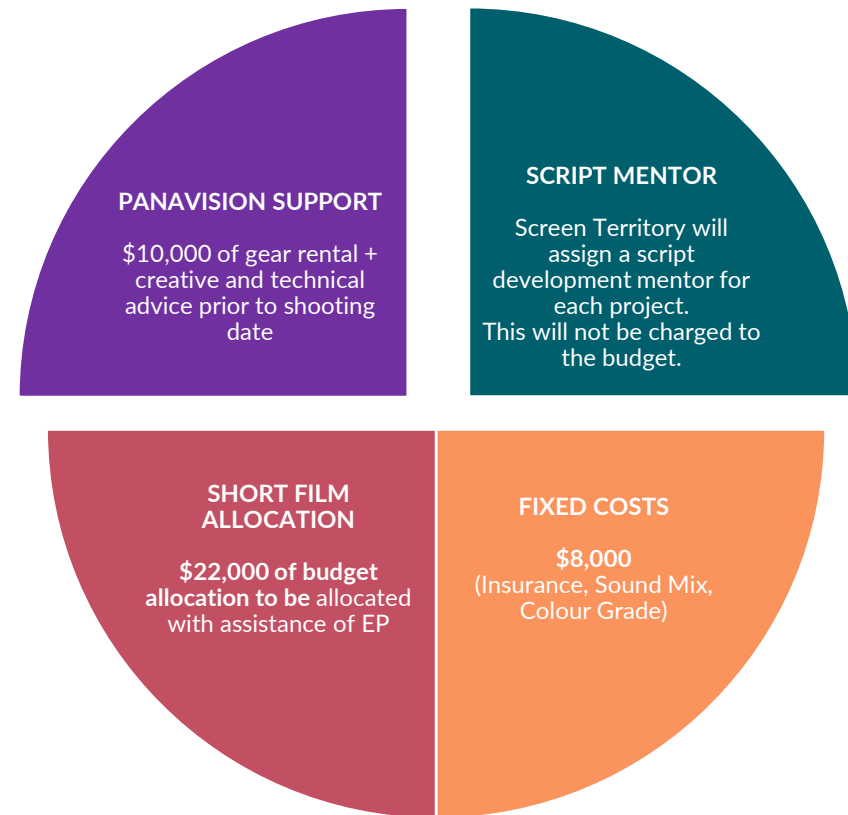 PANAVISION SUPPORT
$10,000 of gear rental +
creative and technical
advice prior to shooting
date
SCRIPT MENTOR
Screen Territory will
assign a script
development mentor for
each project.
This will not be charged to
the budget.
SHORT FILM
ALLOCATION
$22,000 of budget
allocation to be allocated
with assistance of EP
FIXED COSTS
$8,000
(Insurance, Sound Mix,
Colour Grade)